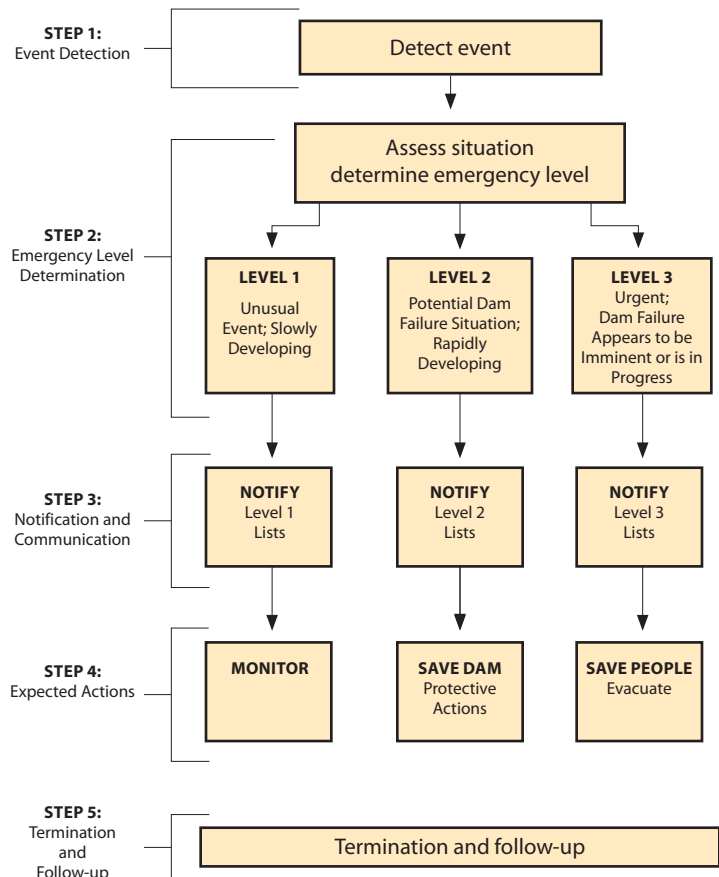 STEP 1:
Event Detection
Detect event
Assess situation
determine emergency level
STEP 2:
Emergency Level
Determination
LEVEL 1
Unusual
Event; Slowly
Developing
LEVEL 2
Potential Dam
Failure Situation;
Rapidly
Developing
LEVEL 3
Urgent;
Dam Failure
Appears to be
Imminent or is in
Progress
STEP 3:
Notification and
Communication
NOTIFY
Level 1
Lists
NOTIFY
Level 2
Lists
NOTIFY
Level 3
Lists
STEP 4:
Expected Actions
MONITOR
SAVE DAM
Protective
Actions
SAVE PEOPLE
Evacuate
STEP 5:
Termination
and
Follow-up
Termination and follow-up